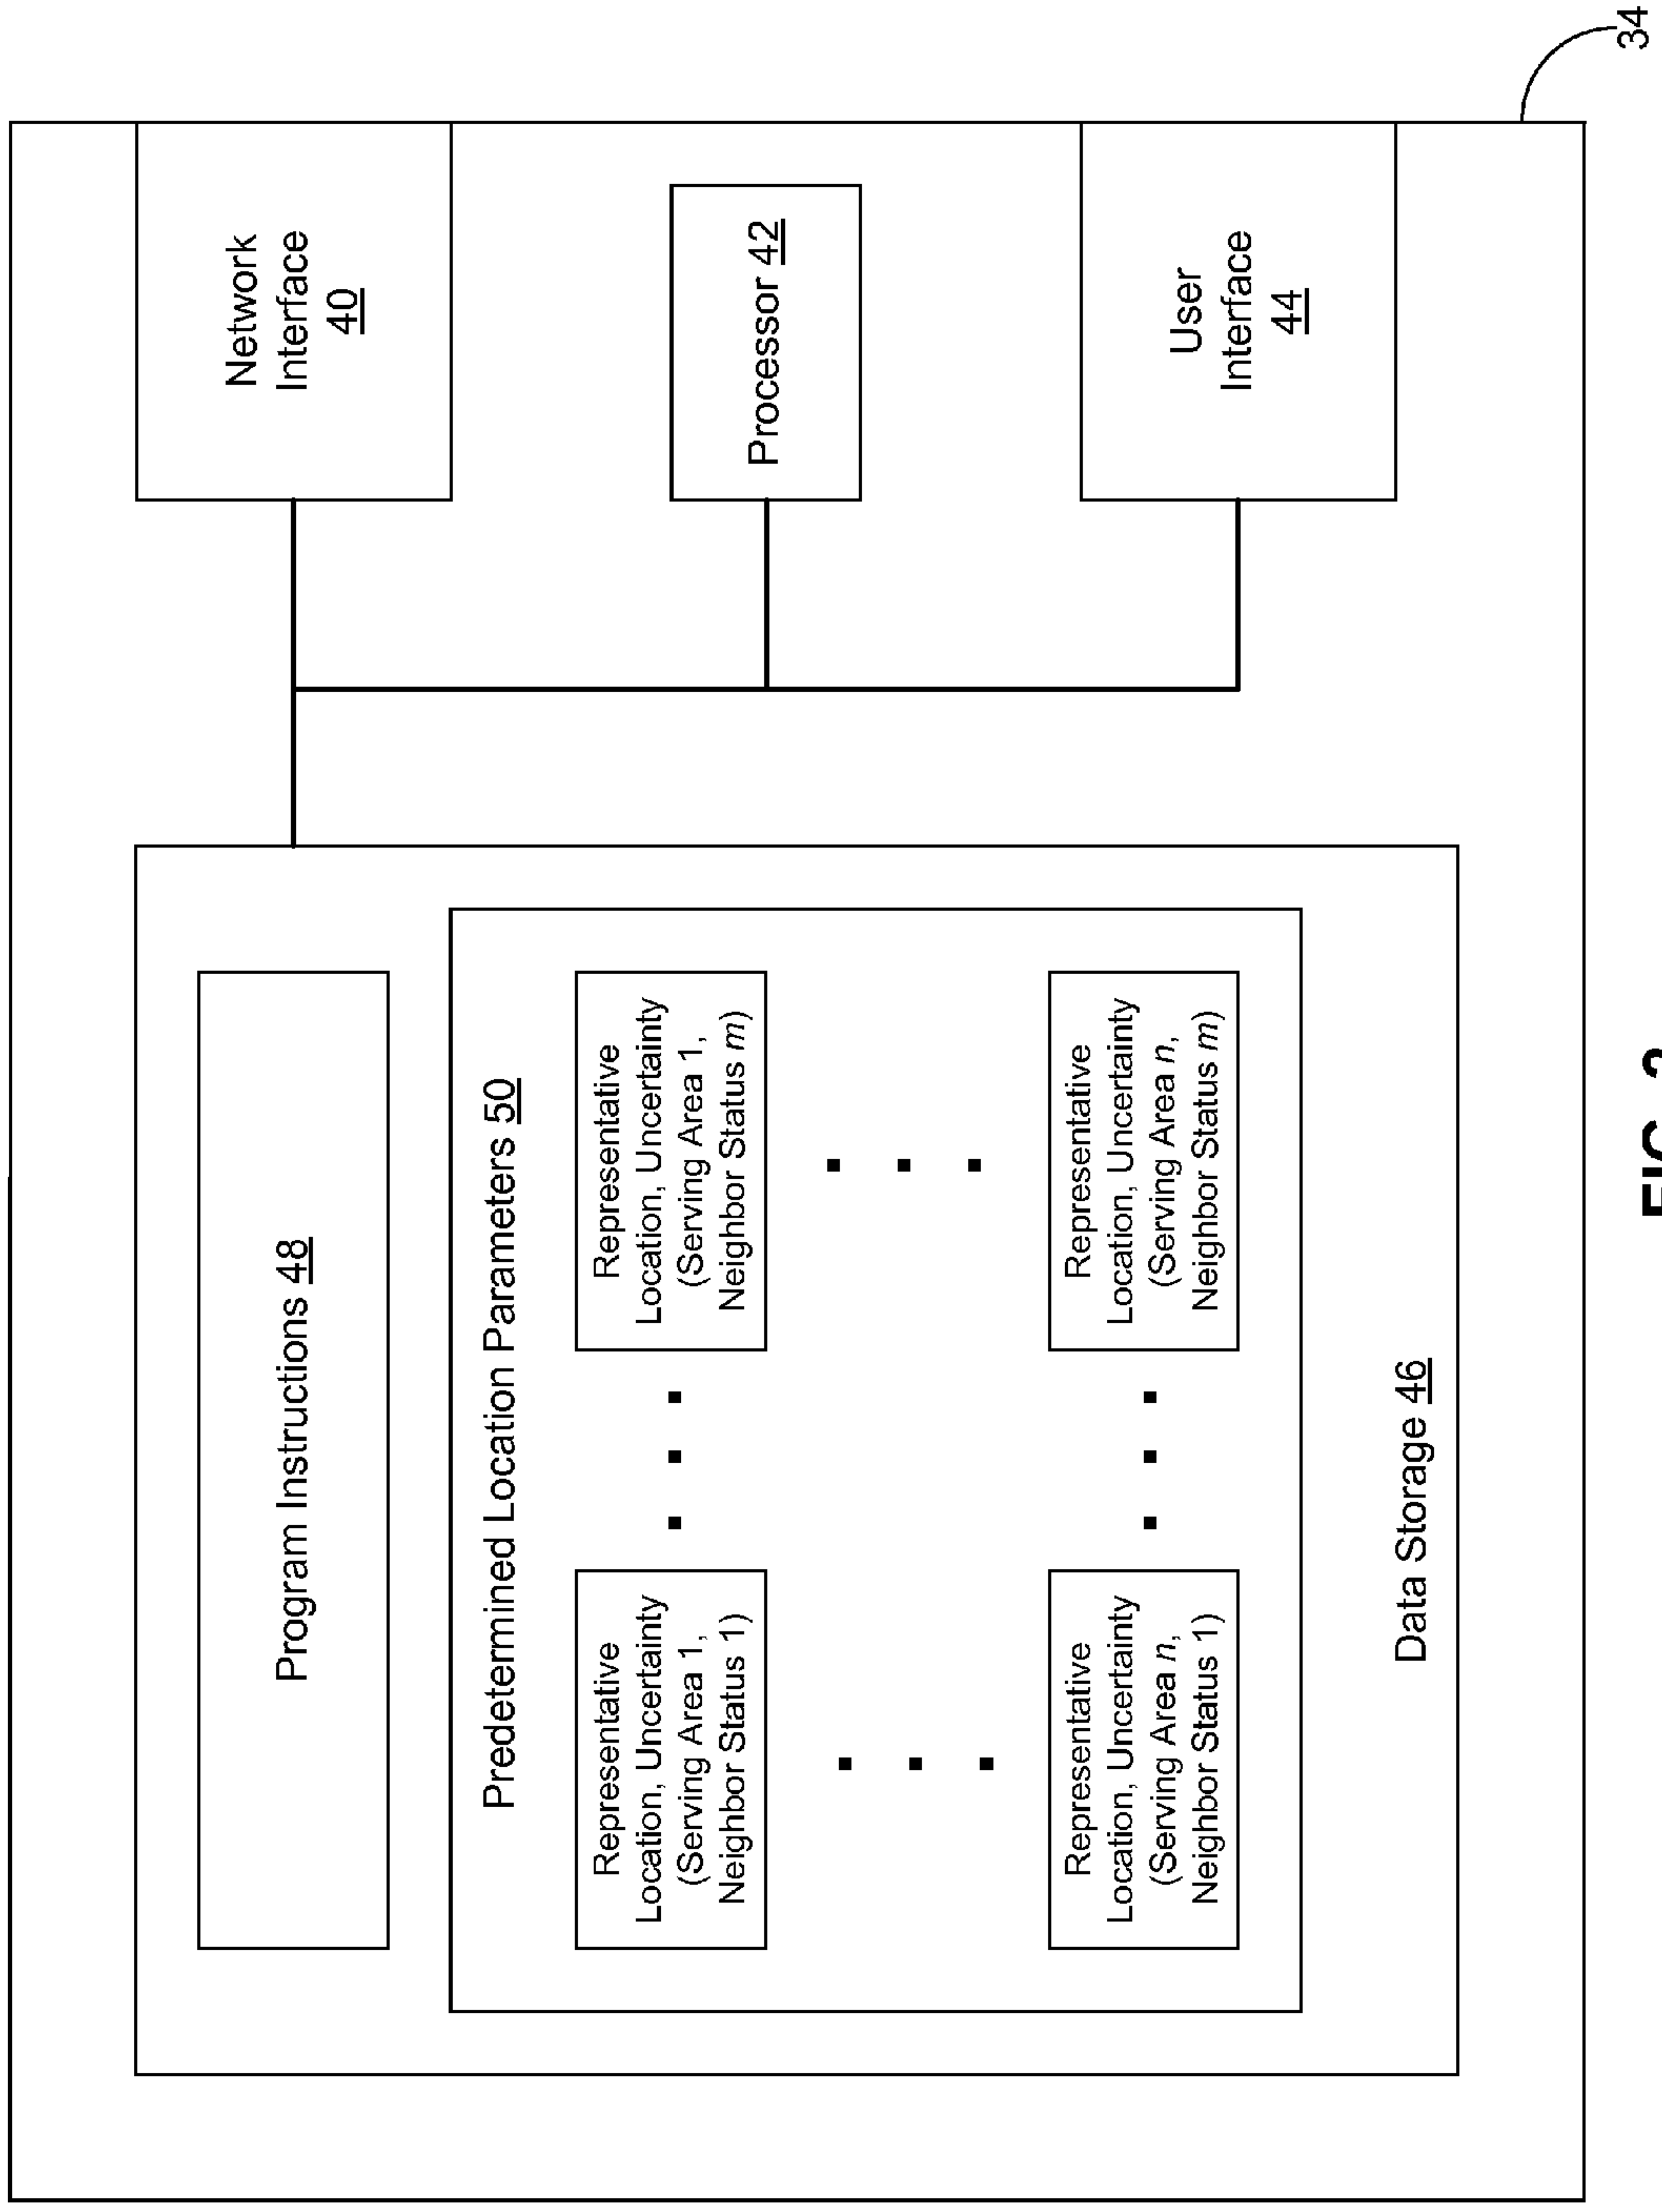 Program Instructions 48
Predetermined Location Parameters 50
Representative
Location, Uncertainty
(Serving Area 1,
Neighbor Status 1)
Representative
Location, Uncertainty
(Serving Area 1,
Neighbor Status m)
Representative
Location, Uncertainty
(Serving Area n,
Neighbor Status 1)
Representative
Location, Uncertainty
(Serving Area n,
Neighbor Status m)
Data Storage 46
Network
Interface
40
Processor 42
User
Interface
44
34
FIG.